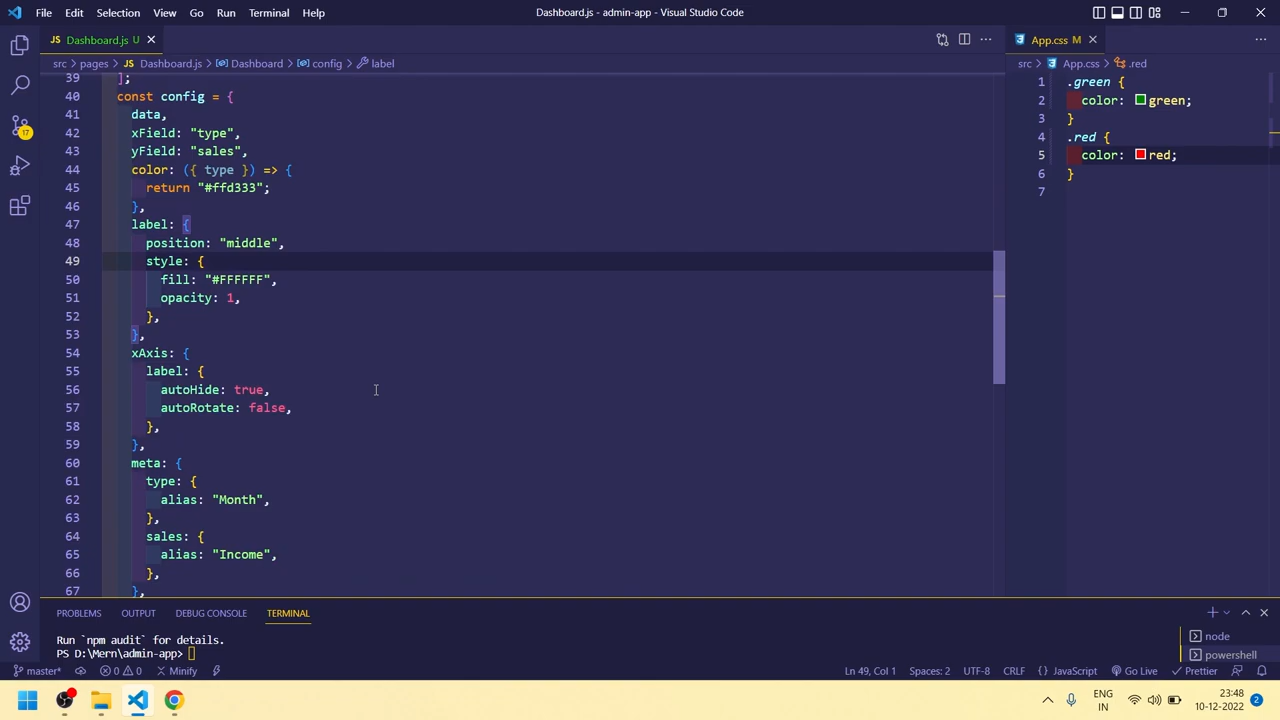 File Edit Selection View Go Run Terminal Help
Dashboard.js - admin-app - Visual Studio Code
JS Dashboard.js U
App.css M
src > pages > JS Dashboard.js > Dashboard > config > label
src > App.css > .red
39 ];
40 const config = {
41 data,
42 xField: "type",
43 yField: "sales",
44 color: ({ type }) => {
45 return "#ffd333";
46 },
47 label: {
48 position: "middle",
49 style: {
50 fill: "#FFFFFF",
51 opacity: 1,
52 },
53 },
54 xAxis: {
55 label: {
56 autoHide: true,
57 autoRotate: false,
58 },
59 },
60 meta: {
61 type: {
62 alias: "Month",
63 },
64 sales: {
65 alias: "Income",
66 },
67 },
1 .green {
2 color: green;
3 }
4 .red {
5 color: red;
6 }
7
17
PROBLEMS OUTPUT DEBUG CONSOLE TERMINAL
Run `npm audit` for details.
PS D:\Mern\admin-app>
node
powershell
master* 0 0 Minify
Ln 49, Col 1 Spaces: 2 UTF-8 CRLF { } JavaScript Go Live Prettier
ENG
IN
23:48
10-12-2022
2